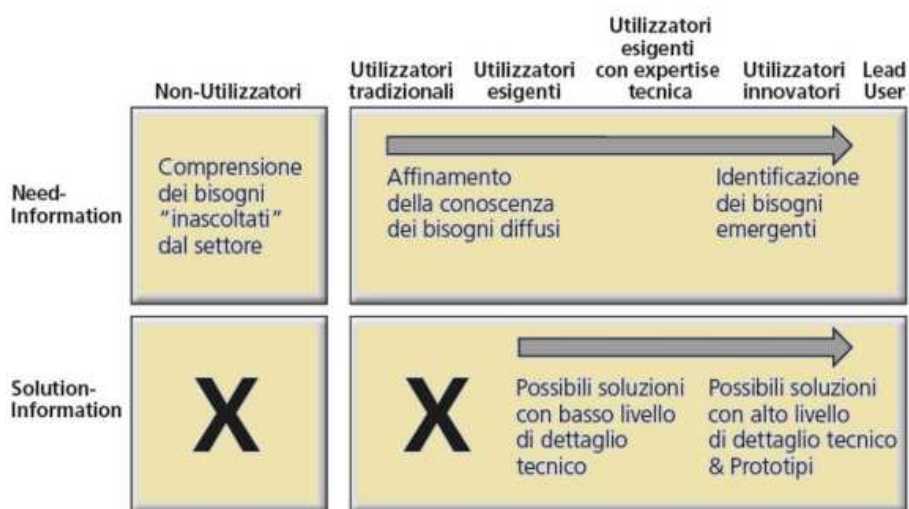 Non-Utilizzatori
Utilizzatori
tradizionali
Utilizzatori
esigenti
Utilizzatori
esigenti
con expertise
tecnica
Utilizzatori
innovatori
Lead
User
Need-
Information
Comprensione
dei bisogni
"inascoltati"
dal settore
Affinamento
della conoscenza
dei bisogni diffusi
Identificazione
dei bisogni
emergenti
Solution-
Information
X
X
Possibili soluzioni
con basso livello
di dettaglio
tecnico
Possibili soluzioni
con alto livello
di dettaglio tecnico
& Prototipi